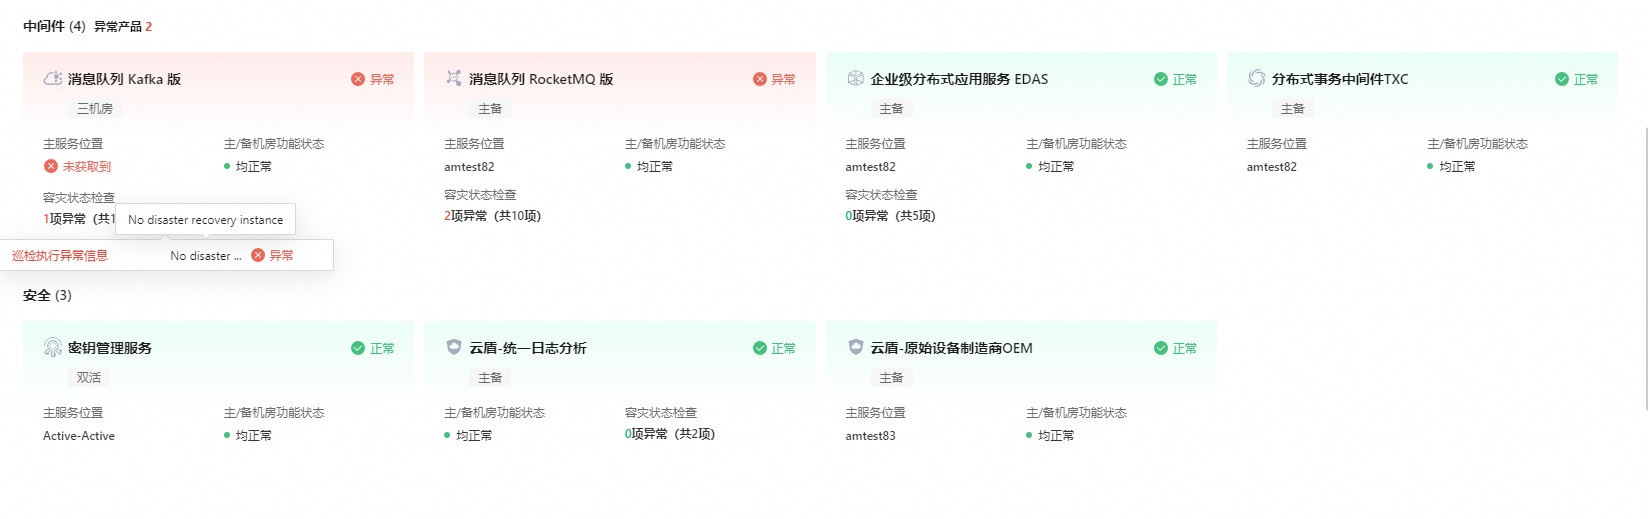 中间件 (4) 异常产品 2
消息队列 Kafka 版 异常
三机房
主服务位置 主/备机房功能状态
未获取到 均正常
容灾状态检查
1项异常（共1
No disaster recovery instance
巡检执行异常信息 No disaster ... 异常
消息队列 RocketMQ 版 异常
主备
主服务位置 主/备机房功能状态
amtest82 均正常
容灾状态检查
2项异常（共10项）
企业级分布式应用服务 EDAS 正常
主备
主服务位置 主/备机房功能状态
amtest82 均正常
容灾状态检查
0项异常（共5项）
分布式事务中间件TXC 正常
主备
主服务位置 主/备机房功能状态
amtest82 均正常
安全 (3)
密钥管理服务 正常
双活
主服务位置 主/备机房功能状态
Active-Active 均正常
云盾-统一日志分析 正常
主备
主/备机房功能状态 容灾状态检查
均正常 0项异常（共2项）
云盾-原始设备制造商OEM 正常
主备
主服务位置 主/备机房功能状态
amtest83 均正常